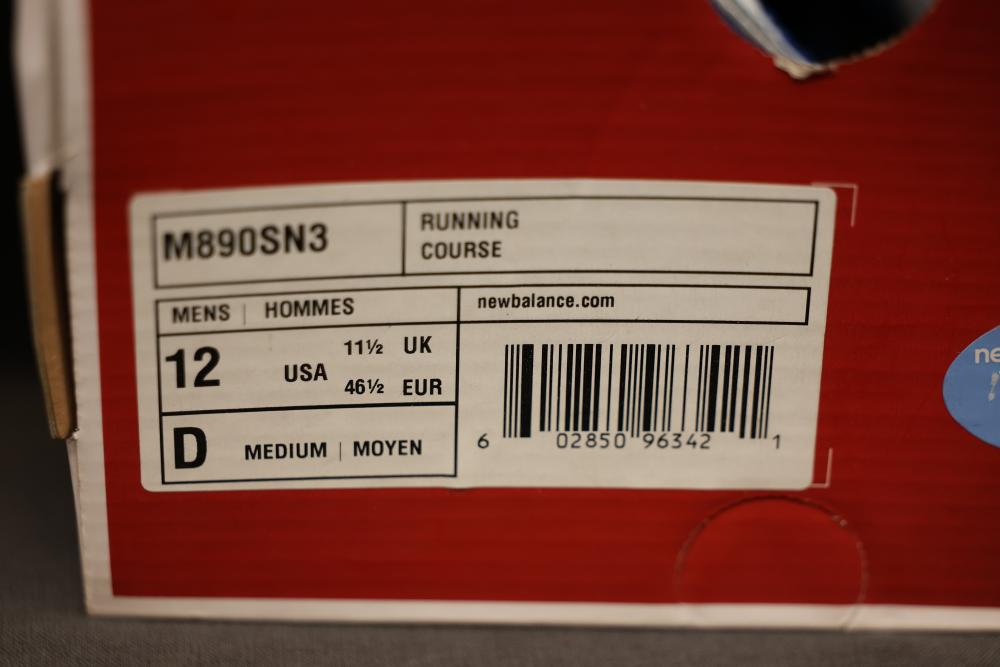 M890SN3
RUNNING
COURSE
MENS | HOMMES
newbalance.com
12 USA
11½ UK
46½ EUR
D MEDIUM | MOYEN
6 02850 96342 1
ne